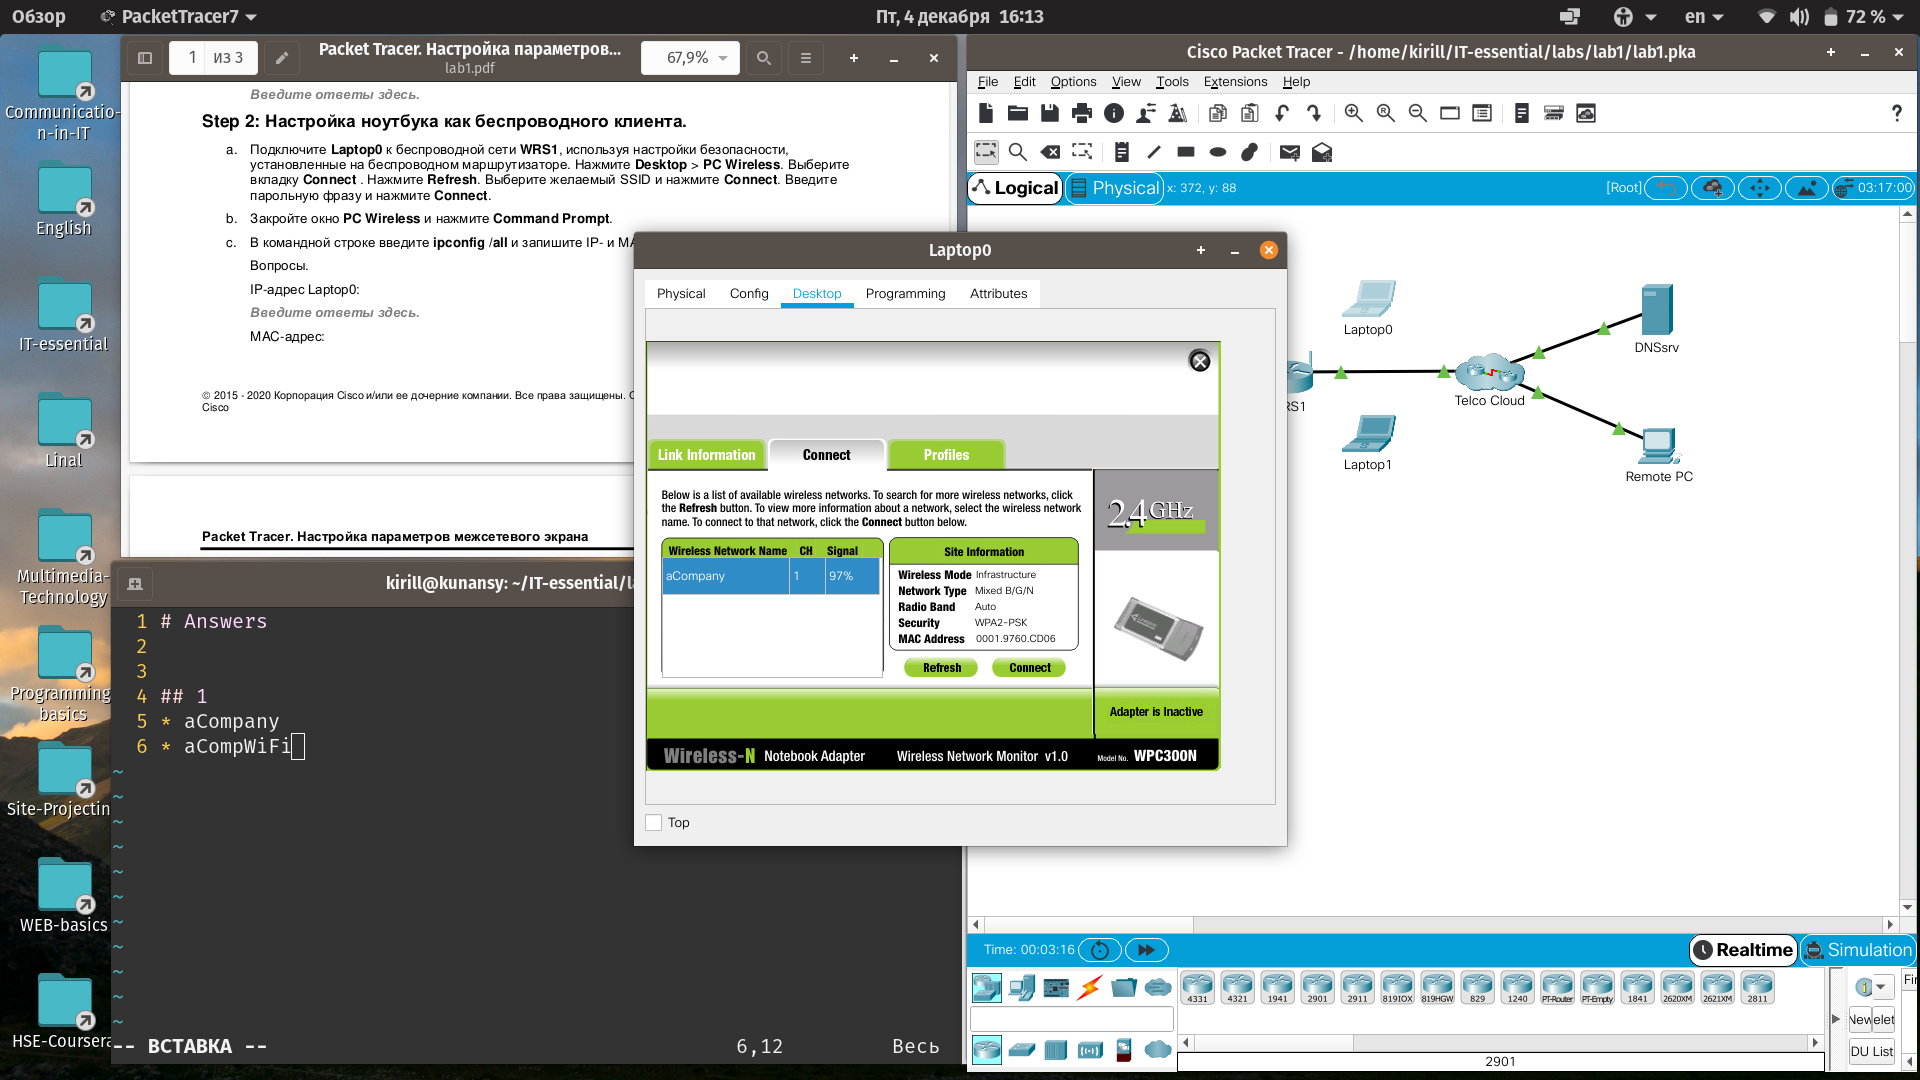 Обзор
PacketTracer7
Пт, 4 декабря 16:13
en
72 %
Communicatio-
n-in-IT
English
IT-essential
Linal
Multimedia-
Technology
Programming
basics
Site-Projectin
WEB-basics
HSE-Coursera
1 из 3
Packet Tracer. Настройка параметров...
lab1.pdf
67,9%
Введите ответы здесь.
Step 2: Настройка ноутбука как беспроводного клиента.
a. Подключите Laptop0 к беспроводной сети WRS1, используя настройки безопасности,
установленные на беспроводном маршрутизаторе. Нажмите Desktop > PC Wireless. Выберите
вкладку Connect . Нажмите Refresh. Выберите желаемый SSID и нажмите Connect. Введите
парольную фразу и нажмите Connect.
b. Закройте окно PC Wireless и нажмите Command Prompt.
c. В командной строке введите ipconfig /all и запишите IP- и MA
Вопросы.
IP-адрес Laptop0:
Введите ответы здесь.
MAC-адрес:
© 2015 - 2020 Корпорация Cisco и/или ее дочерние компании. Все права защищены.
Cisco
Packet Tracer. Настройка параметров межсетевого экрана
kirill@kunansy: ~/IT-essential/la
1 # Answers
2
3
4 ## 1
5 * aCompany
6 * aCompWiFi
~
~
~
~
~
~
~
~
~
~
~
-- ВСТАВКА --
6,12
Весь
Cisco Packet Tracer - /home/kirill/IT-essential/labs/lab1/lab1.pka
File Edit Options View Tools Extensions Help
?
Logical
Physical
x: 372, y: 88
[Root]
03:17:00
Laptop0
DNSsrv
RS1
Telco Cloud
Laptop1
Remote PC
Laptop0
Physical Config Desktop Programming Attributes
Link Information Connect Profiles
Below is a list of available wireless networks. To search for more wireless networks, click
the Refresh button. To view more information about a network, select the wireless network
name. To connect to that network, click the Connect button below.
2.4GHz
Wireless Network Name CH Signal
aCompany 1 97%
Site Information
Wireless Mode Infrastructure
Network Type Mixed B/G/N
Radio Band Auto
Security WPA2-PSK
MAC Address 0001.9760.CD06
Refresh Connect
Adapter is Inactive
Wireless-N Notebook Adapter Wireless Network Monitor v1.0 Model No. WPC300N
Top
Time: 00:03:16
Realtime
Simulation
4331 4321 1941 2901 2911 819IOX 819HGW 829 1240 PT-Router PT-Empty 1841 2620XM 2621XM 2811
2901
Fir
New
elet
DU List